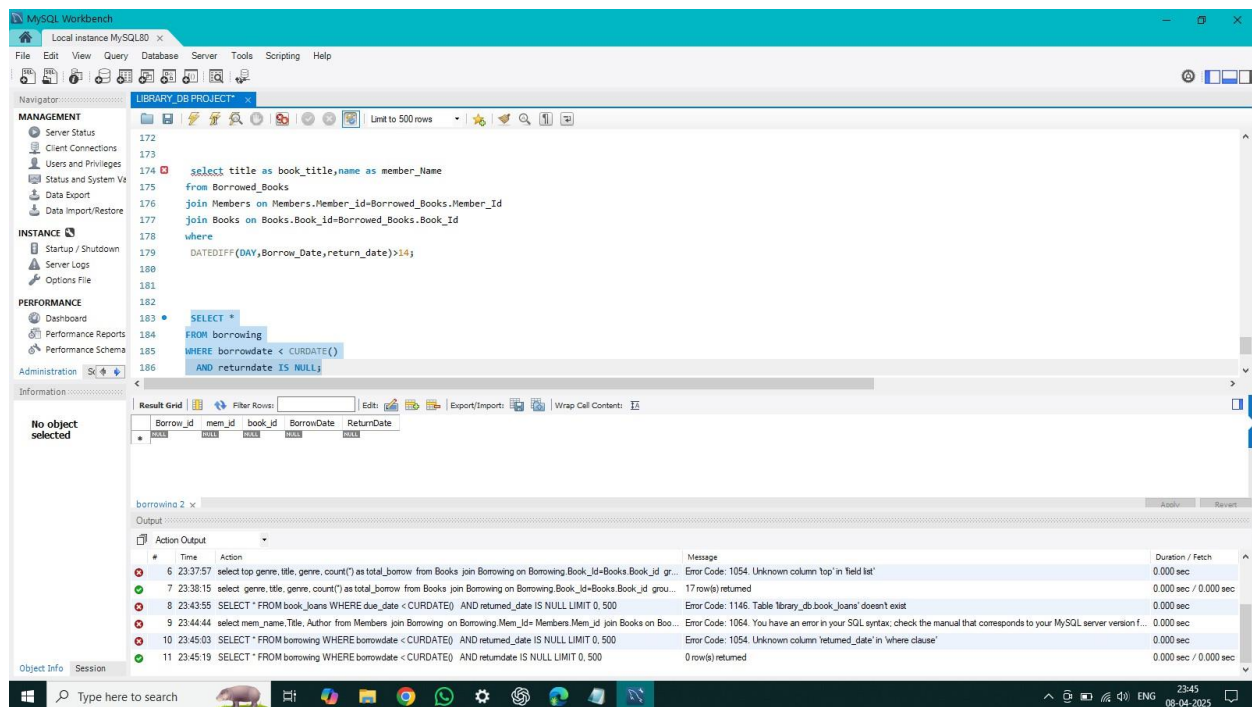 MySQL Workbench
Local instance MySQL80 ×
File Edit View Query Database Server Tools Scripting Help
Navigator
LIBRARY_DB PROJECT* ×
MANAGEMENT
Server Status
Client Connections
Users and Privileges
Status and System Va
Data Export
Data Import/Restore
INSTANCE
Startup / Shutdown
Server Logs
Options File
PERFORMANCE
Dashboard
Performance Reports
Performance Schema
Administration Sc
Information
No object
selected
Limit to 500 rows
172
173
174 select title as book_title,name as member_Name
175 from Borrowed_Books
176 join Members on Members.Member_id=Borrowed_Books.Member_Id
177 join Books on Books.Book_id=Borrowed_Books.Book_Id
178 where
179 DATEDIFF(DAY,Borrow_Date,return_date)>14;
180
181
182
183 SELECT *
184 FROM borrowing
185 WHERE borrowdate < CURDATE()
186 AND returndate IS NULL;
Result Grid Filter Rows: Edit: Export/Import: Wrap Cell Content:
Borrow_id mem_id book_id BorrowDate ReturnDate
NULL NULL NULL NULL NULL
borrowing 2 ×
Apply Revert
Output
Action Output
# Time Action Message Duration / Fetch
6 23:37:57 select top genre, title, genre, count(*) as total_borrow from Books join Borrowing on Borrowing.Book_Id=Books.Book_id gr... Error Code: 1054. Unknown column 'top' in 'field list' 0.000 sec
7 23:38:15 select genre, title, genre, count(*) as total_borrow from Books join Borrowing on Borrowing.Book_Id=Books.Book_id grou... 17 row(s) returned 0.000 sec / 0.000 sec
8 23:43:55 SELECT * FROM book_loans WHERE due_date < CURDATE() AND returned_date IS NULL LIMIT 0, 500 Error Code: 1146. Table 'library_db.book_loans' doesn't exist 0.000 sec
9 23:44:44 select mem_name,Title, Author from Members join Borrowing on Borrowing.Mem_Id= Members.Mem_id join Books on Boo... Error Code: 1064. You have an error in your SQL syntax; check the manual that corresponds to your MySQL server version f... 0.000 sec
10 23:45:03 SELECT * FROM borrowing WHERE borrowdate < CURDATE() AND returned_date IS NULL LIMIT 0, 500 Error Code: 1054. Unknown column 'returned_date' in 'where clause' 0.000 sec
11 23:45:19 SELECT * FROM borrowing WHERE borrowdate < CURDATE() AND returndate IS NULL LIMIT 0, 500 0 row(s) returned 0.000 sec / 0.000 sec
Object Info Session
Type here to search
ENG
23:45
08-04-2025